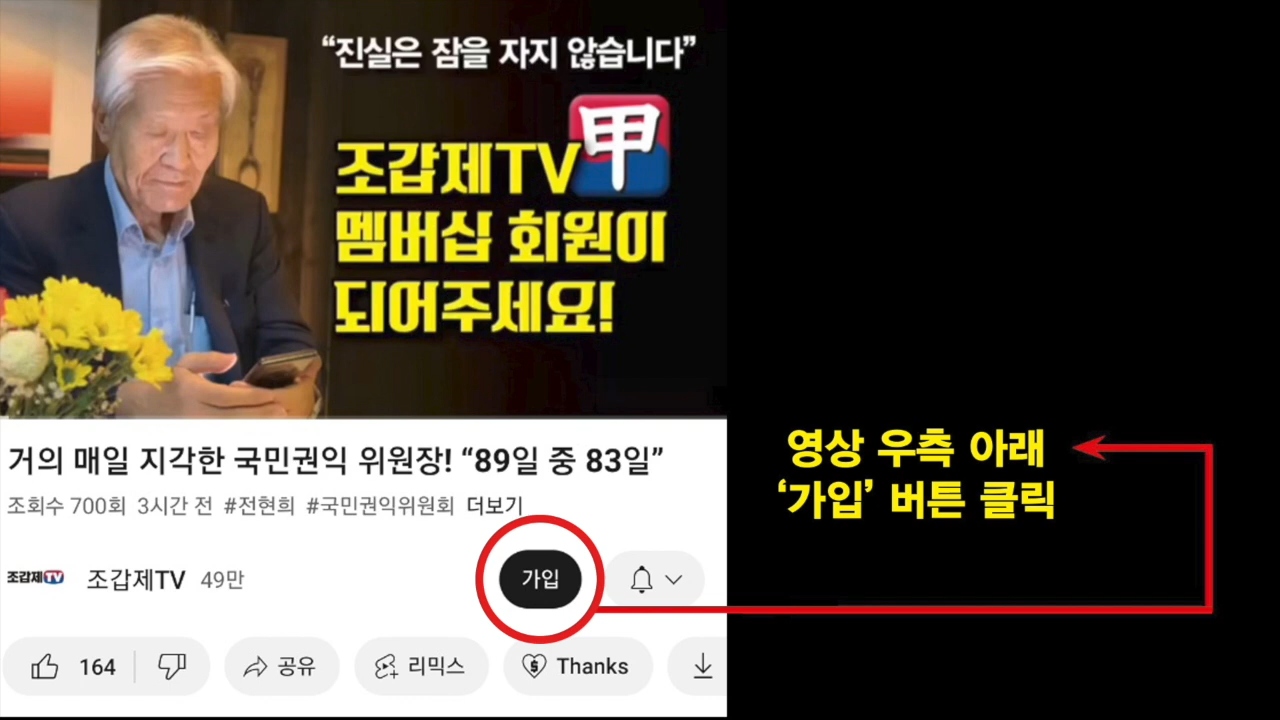 “진실은 잠을 자지 않습니다”
조갑제TV 甲
멤버십 회원이
되어주세요!
거의 매일 지각한 국민권익 위원장! “89일 중 83일”
조회수 700회 3시간 전 #전현희 #국민권익위원회 더보기
조갑제TV 조갑제TV 49만 가입
164 공유 리믹스 Thanks
영상 우측 아래
‘가입’ 버튼 클릭